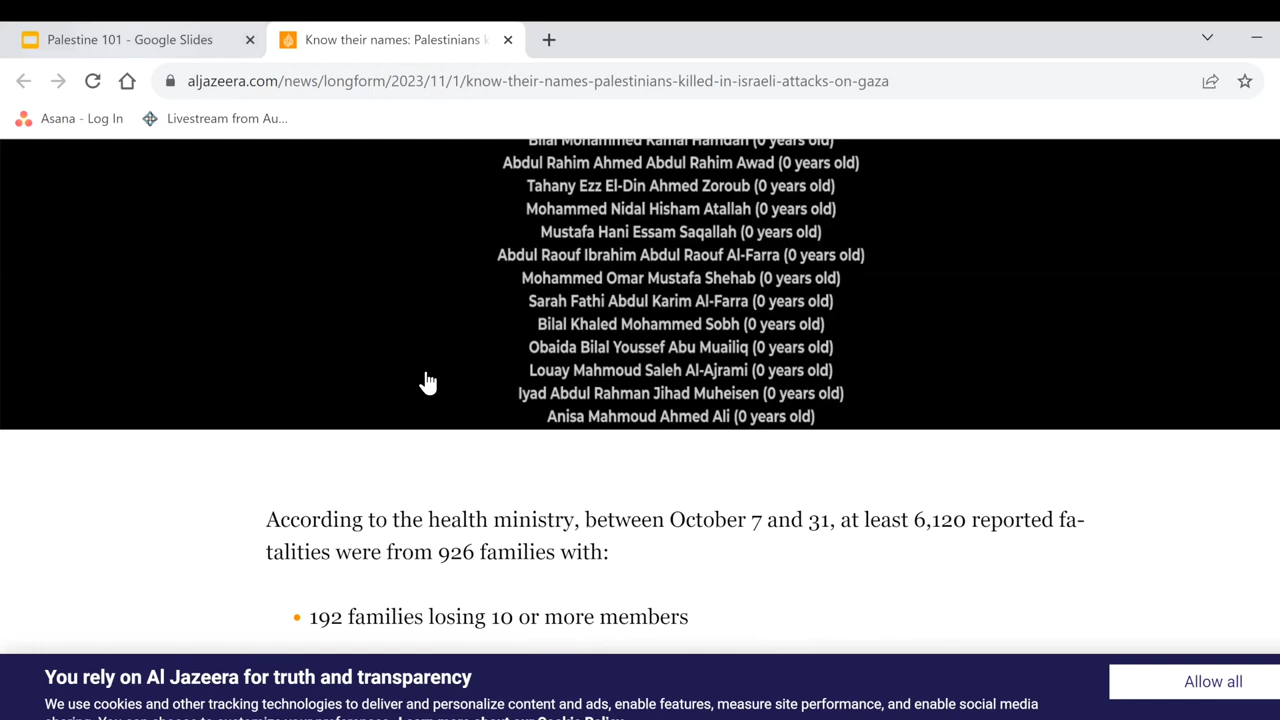 Palestine 101 - Google Slides
Know their names: Palestinians k
aljazeera.com/news/longform/2023/11/1/know-their-names-palestinians-killed-in-israeli-attacks-on-gaza
Asana - Log In
Livestream from Au...
Bilal Mohammed Kamal Hamdan (0 years old)
Abdul Rahim Ahmed Abdul Rahim Awad (0 years old)
Tahany Ezz El-Din Ahmed Zoroub (0 years old)
Mohammed Nidal Hisham Atallah (0 years old)
Mustafa Hani Essam Saqallah (0 years old)
Abdul Raouf Ibrahim Abdul Raouf Al-Farra (0 years old)
Mohammed Omar Mustafa Shehab (0 years old)
Sarah Fathi Abdul Karim Al-Farra (0 years old)
Bilal Khaled Mohammed Sobh (0 years old)
Obaida Bilal Youssef Abu Muailiq (0 years old)
Louay Mahmoud Saleh Al-Ajrami (0 years old)
Iyad Abdul Rahman Jihad Muheisen (0 years old)
Anisa Mahmoud Ahmed Ali (0 years old)
According to the health ministry, between October 7 and 31, at least 6,120 reported fa-
talities were from 926 families with:
• 192 families losing 10 or more members
You rely on Al Jazeera for truth and transparency
Allow all
We use cookies and other tracking technologies to deliver and personalize content and ads, enable features, measure site performance, and enable social media